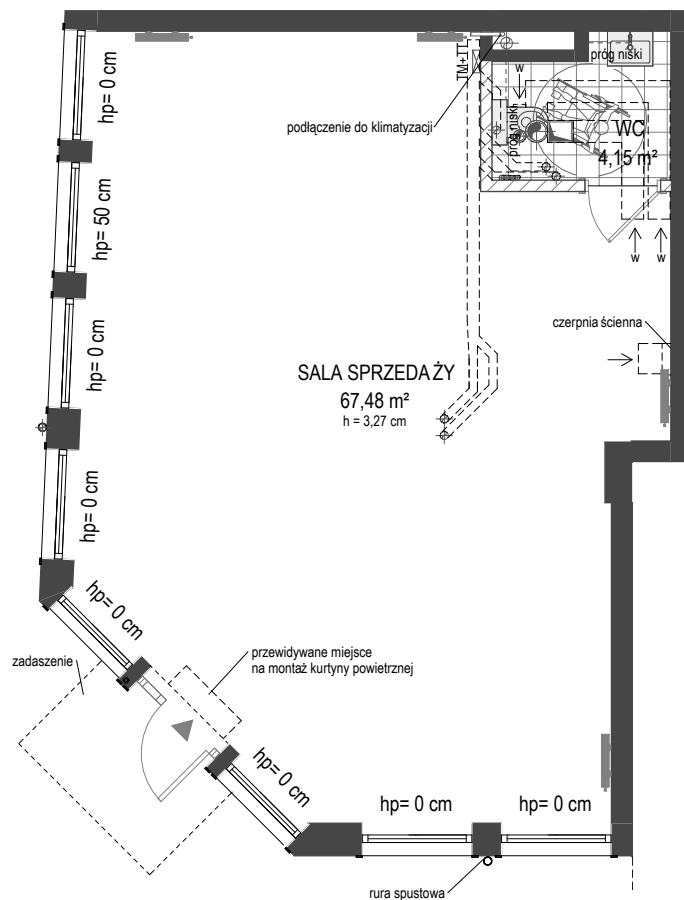 próg niski
TM+TT
w
podłączenie do klimatyzacji
próg niski
WC
4,15 m²
hp= 0 cm
hp= 50 cm
w
w
czerpnia ścienna
hp= 0 cm
SALA SPRZEDAŻY
67,48 m²
h = 3,27 cm
hp= 0 cm
hp= 0 cm
przewidywane miejsce
na montaż kurtyny powietrznej
zadaszenie
hp= 0 cm
hp= 0 cm
hp= 0 cm
rura spustowa